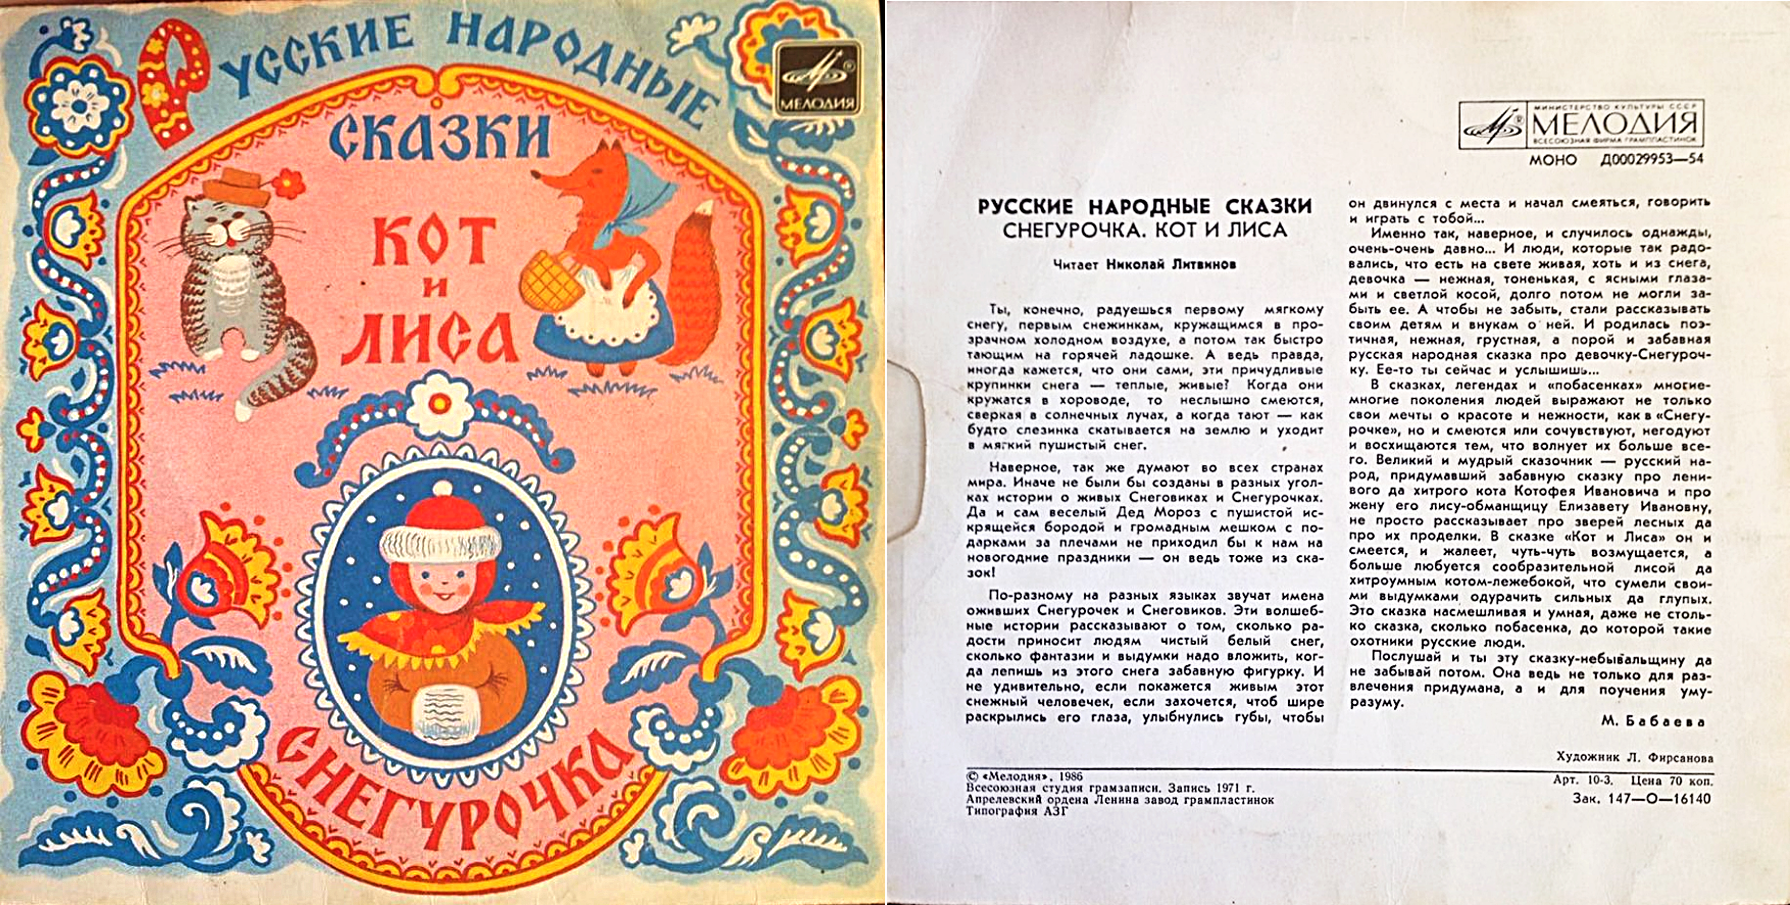 Русские народные
сказки
МЕЛОДИЯ
КОТ
и
ЛИСА
СНЕГУРОЧКА
МИНИСТЕРСТВО КУЛЬТУРЫ СССР
МЕЛОДИЯ
ВСЕСОЮЗНАЯ ФИРМА ГРАМПЛАСТИНОК
МОНО Д00029953—54
РУССКИЕ НАРОДНЫЕ СКАЗКИ
СНЕГУРОЧКА. КОТ И ЛИСА
Читает Николай Литвинов
Ты, конечно, радуешься первому мягкому
снегу, первым снежинкам, кружащимся в про-
зрачном холодном воздухе, а потом так быстро
тающим на горячей ладошке. А ведь правда,
иногда кажется, что они сами, эти причудливые
крупинки снега — теплые, живые? Когда они
кружатся в хороводе, то неслышно смеются,
сверкая в солнечных лучах, а когда тают — как
будто слезинка скатывается на землю и уходит
в мягкий пушистый снег.
Наверное, так же думают во всех странах
мира. Иначе не были бы созданы в разных угол-
ках истории о живых Снеговиках и Снегурочках.
Да и сам веселый Дед Мороз с пушистой ис-
крящейся бородой и громадным мешком с по-
дарками за плечами не приходил бы к нам на
новогодние праздники — он ведь тоже из ска-
зок!
По-разному на разных языках звучат имена
оживших Снегурочек и Снеговиков. Эти волшеб-
ные истории рассказывают о том, сколько ра-
дости приносит людям чистый белый снег,
сколько фантазии и выдумки надо вложить, ког-
да лепишь из этого снега забавную фигурку. И
не удивительно, если покажется живым этот
снежный человечек, если захочется, чтоб шире
раскрылись его глаза, улыбнулись губы, чтобы
он двинулся с места и начал смеяться, говорить
и играть с тобой...
Именно так, наверное, и случилось однажды,
очень-очень давно... И люди, которые так радо-
вались, что есть на свете живая, хоть и из снега,
девочка — нежная, тоненькая, с ясными глаза-
ми и светлой косой, долго потом не могли за-
быть ее. А чтобы не забыть, стали рассказывать
своим детям и внукам о ней. И родилась поэ-
тичная, нежная, грустная, а порой и забавная
русская народная сказка про девочку-Снегуроч-
ку. Ее-то ты сейчас и услышишь...
В сказках, легендах и «побасенках» многие-
многие поколения людей выражают не только
свои мечты о красоте и нежности, как в «Снегу-
рочке», но и смеются или сочувствуют, негодуют
и восхищаются тем, что волнует их больше все-
го. Великий и мудрый сказочник — русский на-
род, придумавший забавную сказку про лени-
вого да хитрого кота Котофея Ивановича и про
жену его лису-обманщицу Елизавету Ивановну,
не просто рассказывает про зверей лесных да
про их проделки. В сказке «Кот и Лиса» он и
смеется, и жалеет, чуть-чуть возмущается, а
больше любуется сообразительной лисой да
хитроумным котом-лежебокой, что сумели свои-
ми выдумками одурачить сильных да глупых.
Это сказка насмешливая и умная, даже не столь-
ко сказка, сколько побасенка, до которой такие
охотники русские люди.
Послушай и ты эту сказку-небывальщину да
не забывай потом. Она ведь не только для раз-
влечения придумана, а и для поучения уму-
разуму.
М. Бабаева
Художник Л. Фирсанова
© «Мелодия», 1986
Всесоюзная студия грамзаписи. Запись 1971 г.
Апрелевский ордена Ленина завод грампластинок
Типография АЗГ
Арт. 10-3. Цена 70 коп.
Зак. 147—О—16140